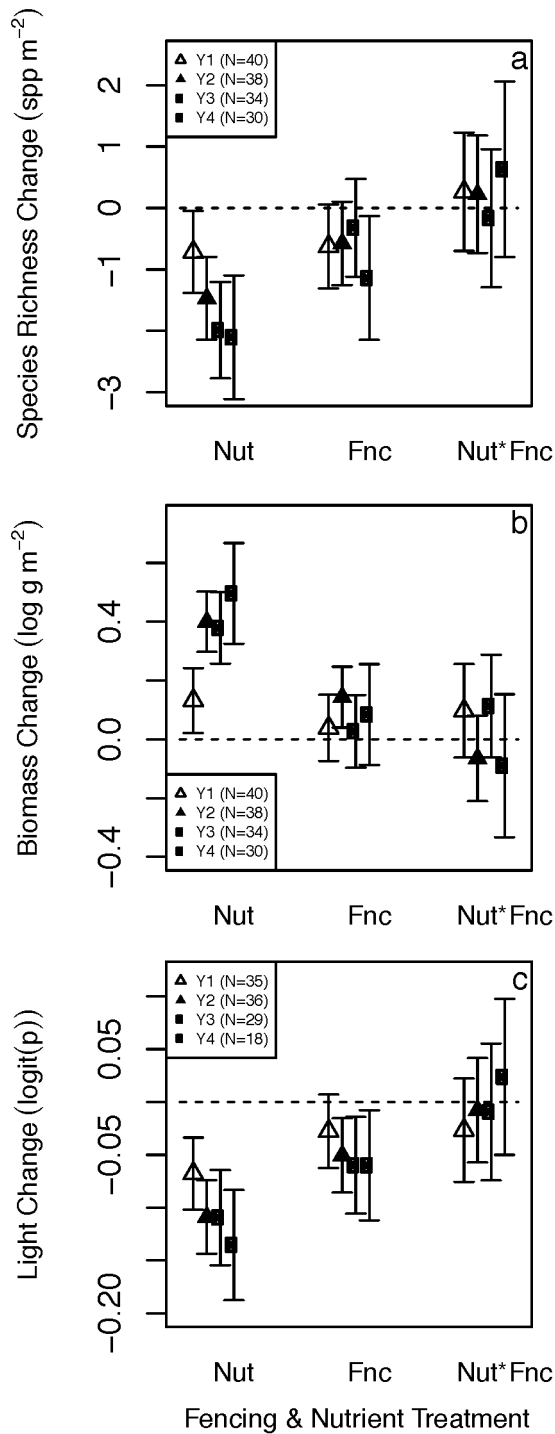 a
Species Richness Change (spp m−2)
2
1
0
−1
−3
Y1 (N=40)
Y2 (N=38)
Y3 (N=34)
Y4 (N=30)
Nut Fnc Nut*Fnc
b
Biomass Change (log g m−2)
0.4
0.0
−0.4
Y1 (N=40)
Y2 (N=38)
Y3 (N=34)
Y4 (N=30)
Nut Fnc Nut*Fnc
c
Light Change (logit(p))
0.05
−0.05
−0.20
Y1 (N=35)
Y2 (N=36)
Y3 (N=29)
Y4 (N=18)
Nut Fnc Nut*Fnc
Fencing & Nutrient Treatment